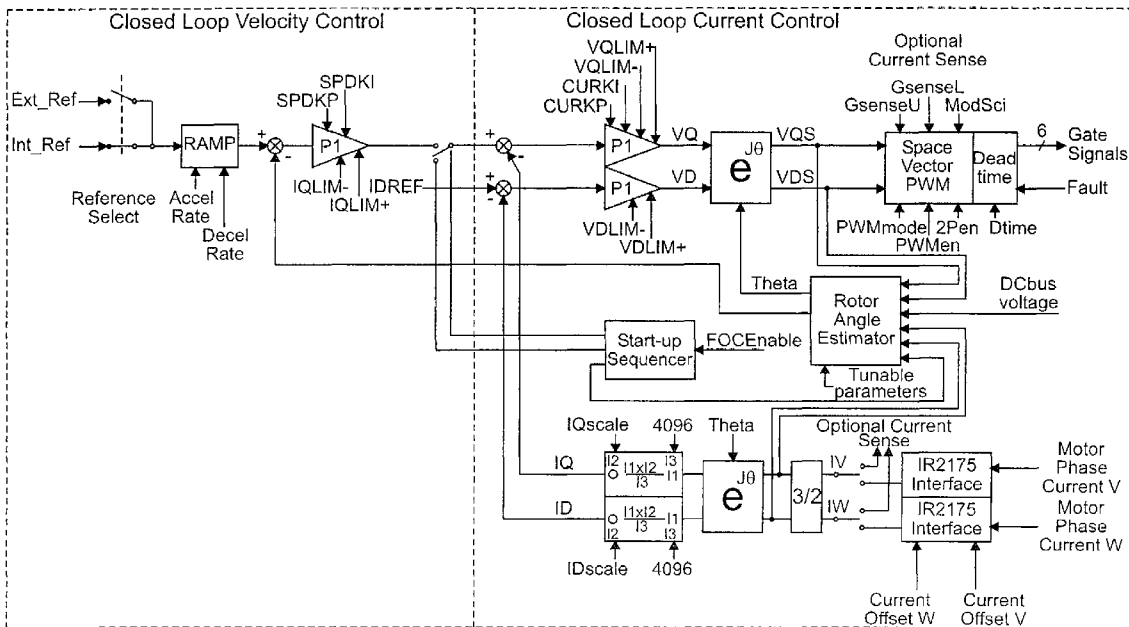 Closed Loop Velocity Control
Closed Loop Current Control
Ext_Ref
Int_Ref
Reference
Select
RAMP
Accel
Rate
Decel
Rate
+
-
SPDKP
SPDKI
P1
IQLIM-
IQLIM+
IDREF
+
-
+
-
VQLIM+
VQLIM-
CURKI
CURKP
P1
P1
VDLIM-
VDLIM+
VQ
VD
e Jθ
VQS
VDS
Optional
Current Sense
GsenseL
GsenseU
ModScl
Space
Vector
PWM
Dead
time
6
Gate
Signals
Fault
PWMmode
2Pen
Dtime
PWMen
Theta
Rotor
Angle
Estimator
DCbus
voltage
Start-up
Sequencer
FOCEnable
Tunable
parameters
IQscale
4096
Theta
Optional Current
Sense
IQ
I2
I1xI2
I3
I3
I1
ID
I1xI2
I3
I1
I2
I3
e Jθ
3/2
IV
IW
IR2175
Interface
IR2175
Interface
Motor
Phase
Current V
Motor
Phase
Current W
IDscale
4096
Current
Offset W
Current
Offset V